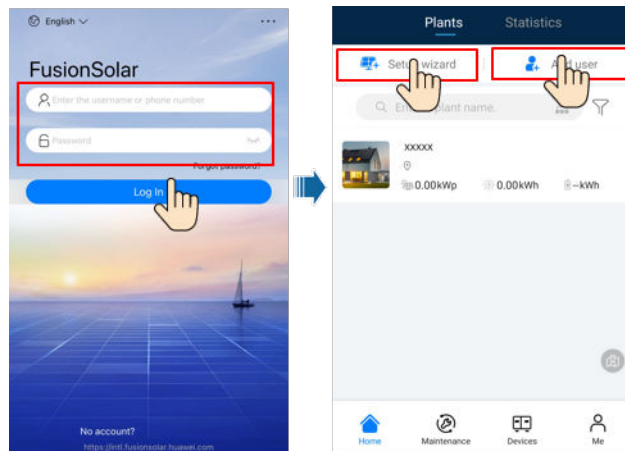 English
...
FusionSolar
Enter the username or phone number
Password
Forgot password?
Log In
No account?
https://intl.fusionsolar.huawei.com
Plants Statistics
Setup wizard
user
plant name.
xxxxx
0.00kWp 0.00kWh --kWh
Home Maintenance Devices Me